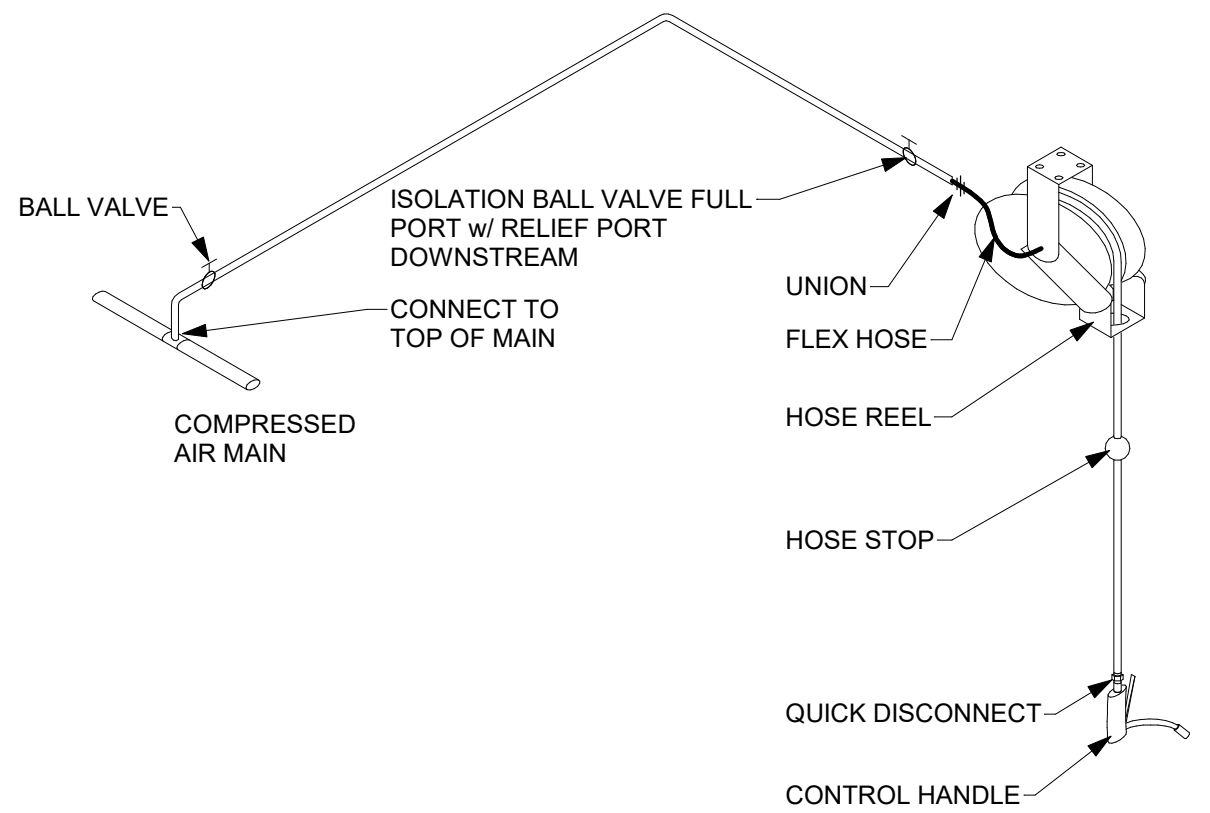 BALL VALVE
ISOLATION BALL VALVE FULL
PORT w/ RELIEF PORT
DOWNSTREAM
UNION
CONNECT TO
TOP OF MAIN
FLEX HOSE
COMPRESSED
AIR MAIN
HOSE REEL
HOSE STOP
QUICK DISCONNECT
CONTROL HANDLE